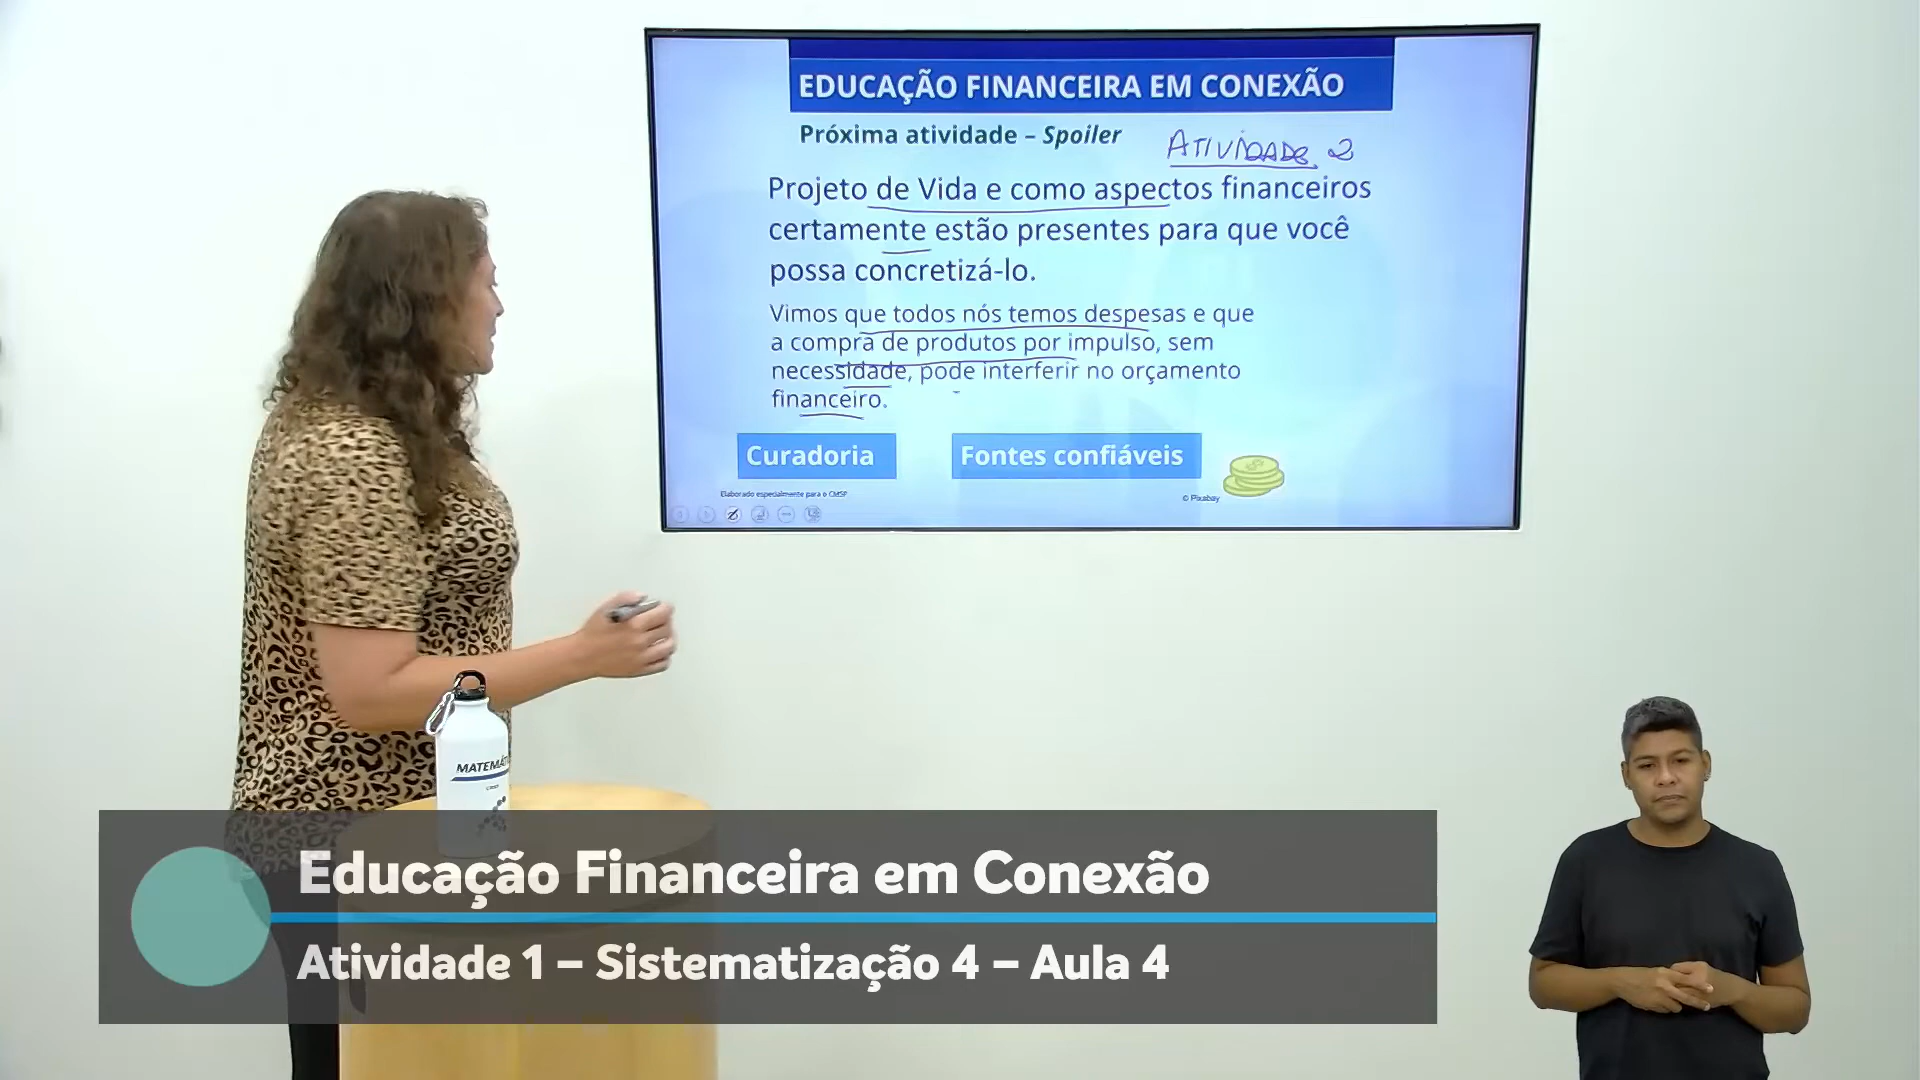 EDUCAÇÃO FINANCEIRA EM CONEXÃO
Próxima atividade – Spoiler
ATIVIDADE 2
Projeto de Vida e como aspectos financeiros
certamente estão presentes para que você
possa concretizá-lo.
Vimos que todos nós temos despesas e que
a compra de produtos por impulso, sem
necessidade, pode interferir no orçamento
financeiro.
Curadoria
Fontes confiáveis
Elaborado especialmente para o CMSP
© Pixabay
MATEMÁT
Educação Financeira em Conexão
Atividade 1 – Sistematização 4 – Aula 4